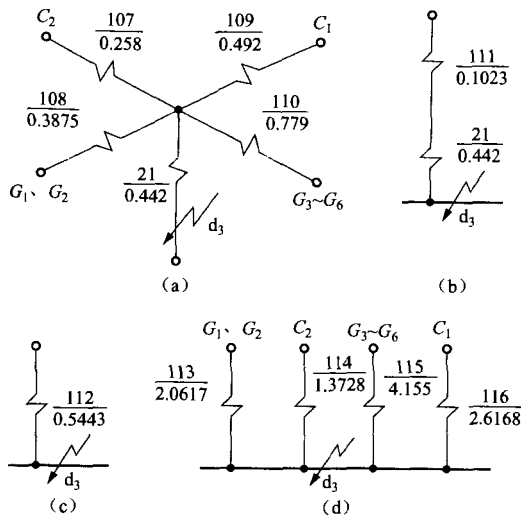 C₂
107
0.258
109
0.492
C₁
108
0.3875
110
0.779
G₁、G₂
21
0.442
G₃~G₆
d₃
(a)
111
0.1023
21
0.442
d₃
(b)
112
0.5443
d₃
(c)
G₁、G₂
C₂
G₃~G₆
C₁
113
2.0617
114
1.3728
115
4.155
116
2.6168
d₃
(d)